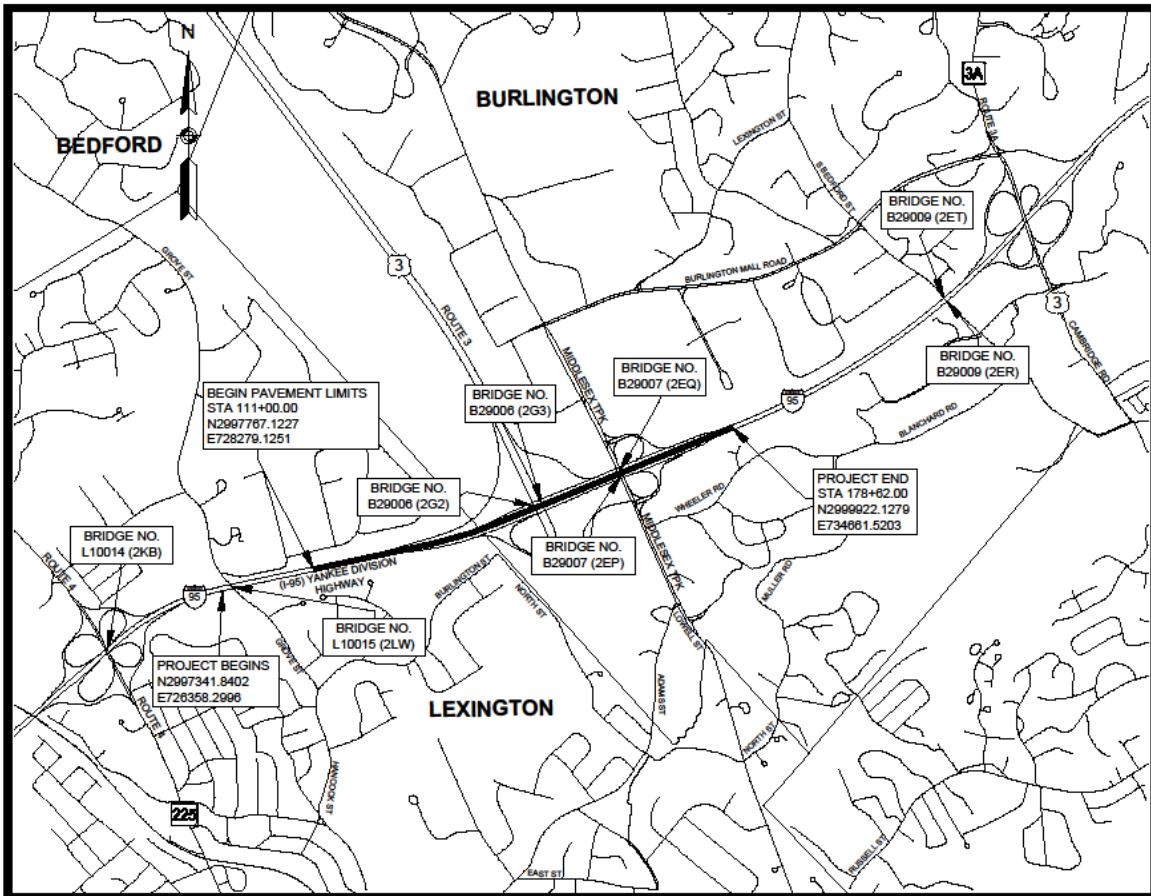 N
BURLINGTON
BEDFORD
3A
ROUTE 3A
LEXINGTON ST
S BEDFORD ST
BRIDGE NO.
B29009 (2ET)
GROVE ST
3
BURLINGTON MALL ROAD
ROUTE 3
3
CAMBRIDGE RD
MIDDLESEX TPK
BRIDGE NO.
B29007 (2EQ)
BRIDGE NO.
B29009 (2ER)
BEGIN PAVEMENT LIMITS
STA 111+00.00
N2997767.1227
E728279.1251
BRIDGE NO.
B29006 (2G3)
95
BLANCHARD RD
BRIDGE NO.
B29006 (2G2)
PROJECT END
STA 178+62.00
N2999922.1279
E734661.5203
WHEELER RD
BRIDGE NO.
L10014 (2KB)
BRIDGE NO.
B29007 (2EP)
MIDDLESEX TPK
ROUTE 4
(I-95) YANKEE DIVISION
HIGHWAY
BURLINGTON ST
NORTH ST
MULLER RD
95
BRIDGE NO.
L10015 (2LW)
LOWELL ST
GROVE ST
PROJECT BEGINS
N2997341.8402
E726358.2996
ROUTE 4
LEXINGTON
ADAMS ST
NORTH ST
HANCOCK ST
225
RUSSELL ST
EAST ST